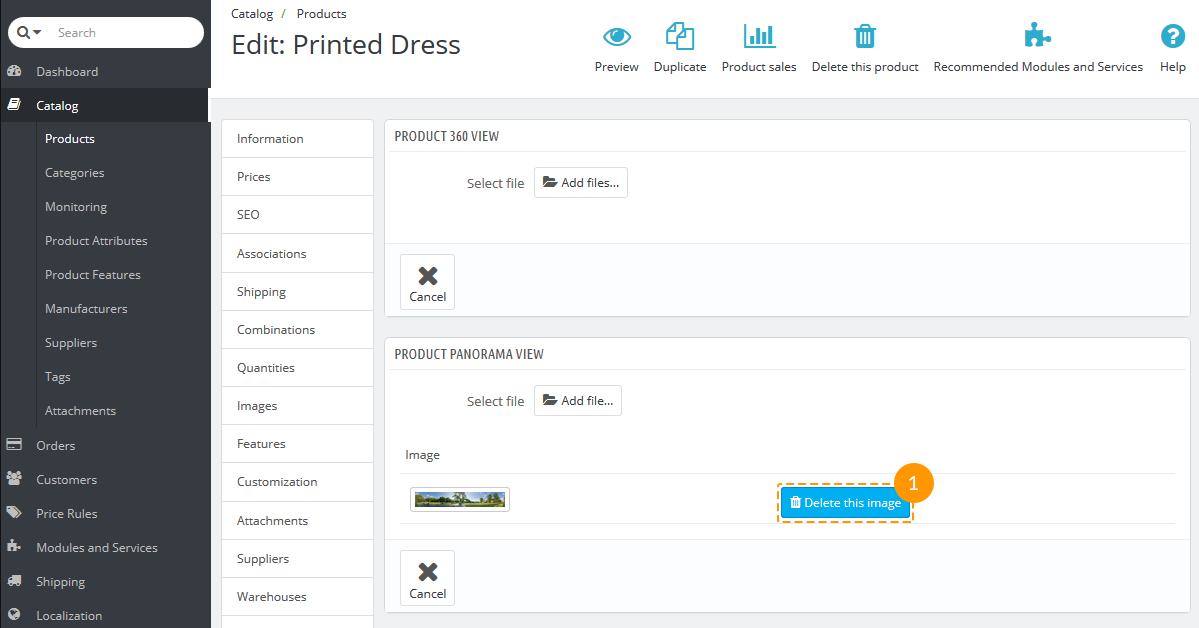 Search
Dashboard
Catalog
Products
Categories
Monitoring
Product Attributes
Product Features
Manufacturers
Suppliers
Tags
Attachments
Orders
Customers
Price Rules
Modules and Services
Shipping
Localization
Catalog / Products
Edit: Printed Dress
Preview
Duplicate
Product sales
Delete this product
Recommended Modules and Services
Help
Information
Prices
SEO
Associations
Shipping
Combinations
Quantities
Images
Features
Customization
Attachments
Suppliers
Warehouses
PRODUCT 360 VIEW
Select file
Add files...
Cancel
PRODUCT PANORAMA VIEW
Select file
Add file...
Image
Delete this image
1
Cancel